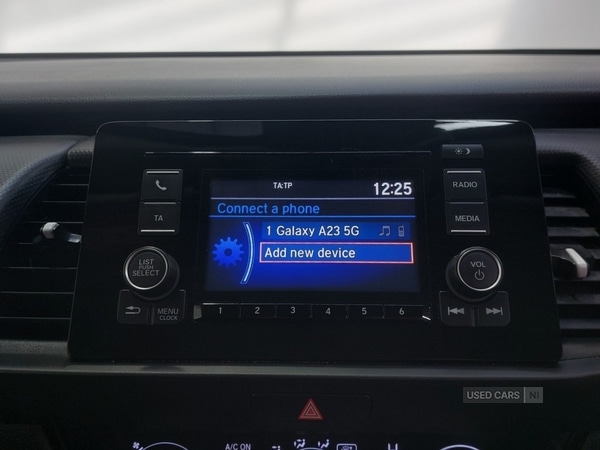 TA:TP 12:25
Connect a phone
1 Galaxy A23 5G
Add new device
TA
LIST
PUSH
SELECT
MENU
CLOCK
RADIO
MEDIA
VOL
1 2 3 4 5 6
USED CARS NI
A/C ON